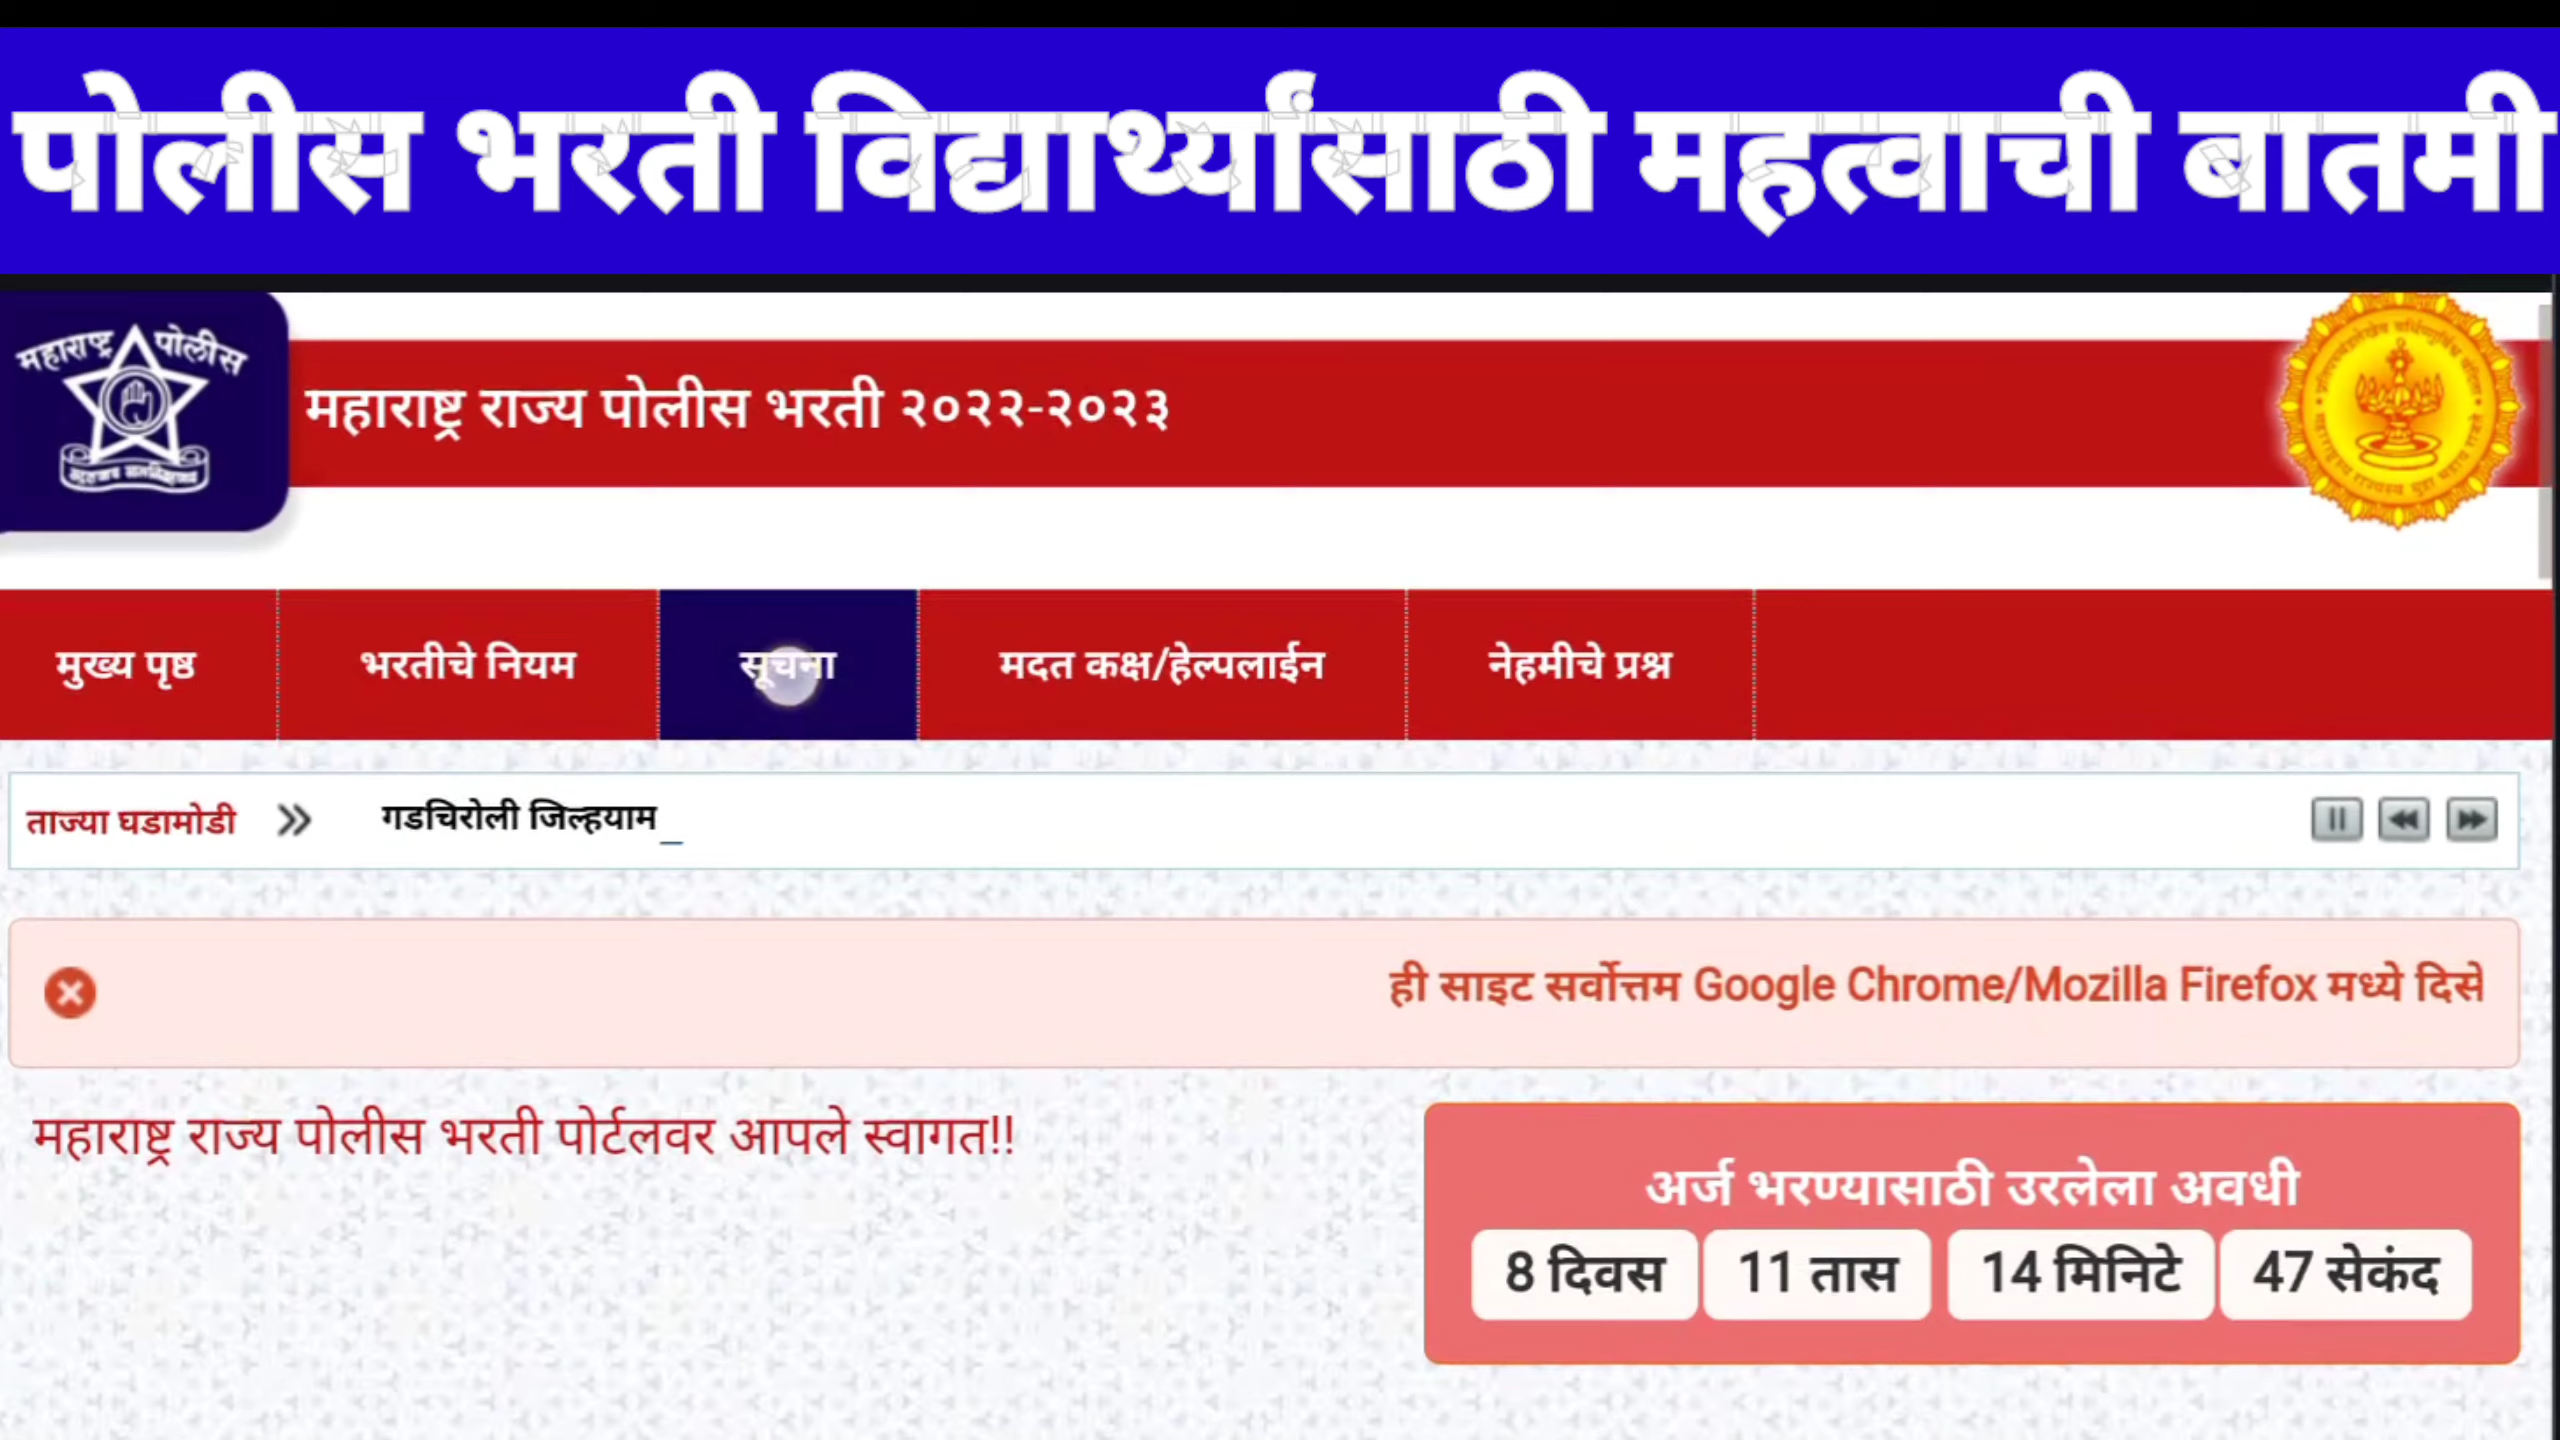 पोलीस भरती विद्यार्थ्यांसाठी महत्वाची बातमी
महाराष्ट्र पोलीस
महाराष्ट्र राज्य पोलीस भरती २०२२-२०२३
मुख्य पृष्ठ भरतीचे नियम सूचना मदत कक्ष/हेल्पलाईन नेहमीचे प्रश्न
ताज्या घडामोडी >> गडचिरोली जिल्हयाम_
ही साइट सर्वोत्तम Google Chrome/Mozilla Firefox मध्ये दिसे
महाराष्ट्र राज्य पोलीस भरती पोर्टलवर आपले स्वागत!!
अर्ज भरण्यासाठी उरलेला अवधी
8 दिवस 11 तास 14 मिनिटे 47 सेकंद